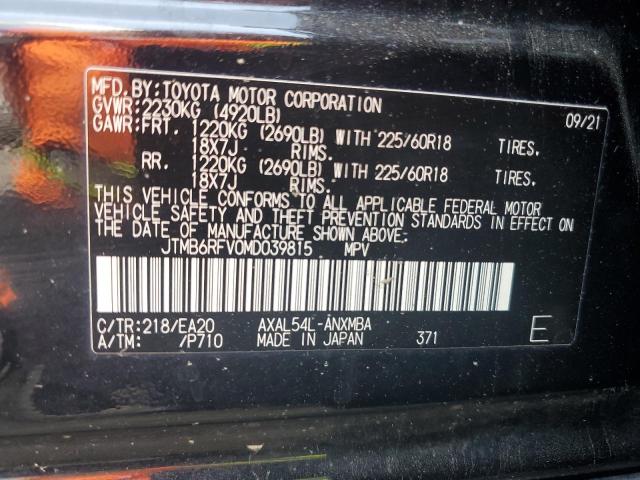 MFD. BY: TOYOTA MOTOR CORPORATION 09/21
GVWR: 2230KG (4920LB)
GAWR: FRT. 1220KG (2690LB) WITH 225/60R18 TIRES.
18X7J RIMS.
RR. 1220KG (2690LB) WITH 225/60R18 TIRES.
18X7J RIMS.
THIS VEHICLE CONFORMS TO ALL APPLICABLE FEDERAL MOTOR
VEHICLE SAFETY AND THEFT PREVENTION STANDARDS IN EFFECT ON
THE DATE OF MANUFACTURE SHOWN ABOVE.
JTMB6RFV0MD039815 MPV
C/TR: 218/EA20 AXAL54L-ANXMBA
A/TM: /P710 MADE IN JAPAN 371 E